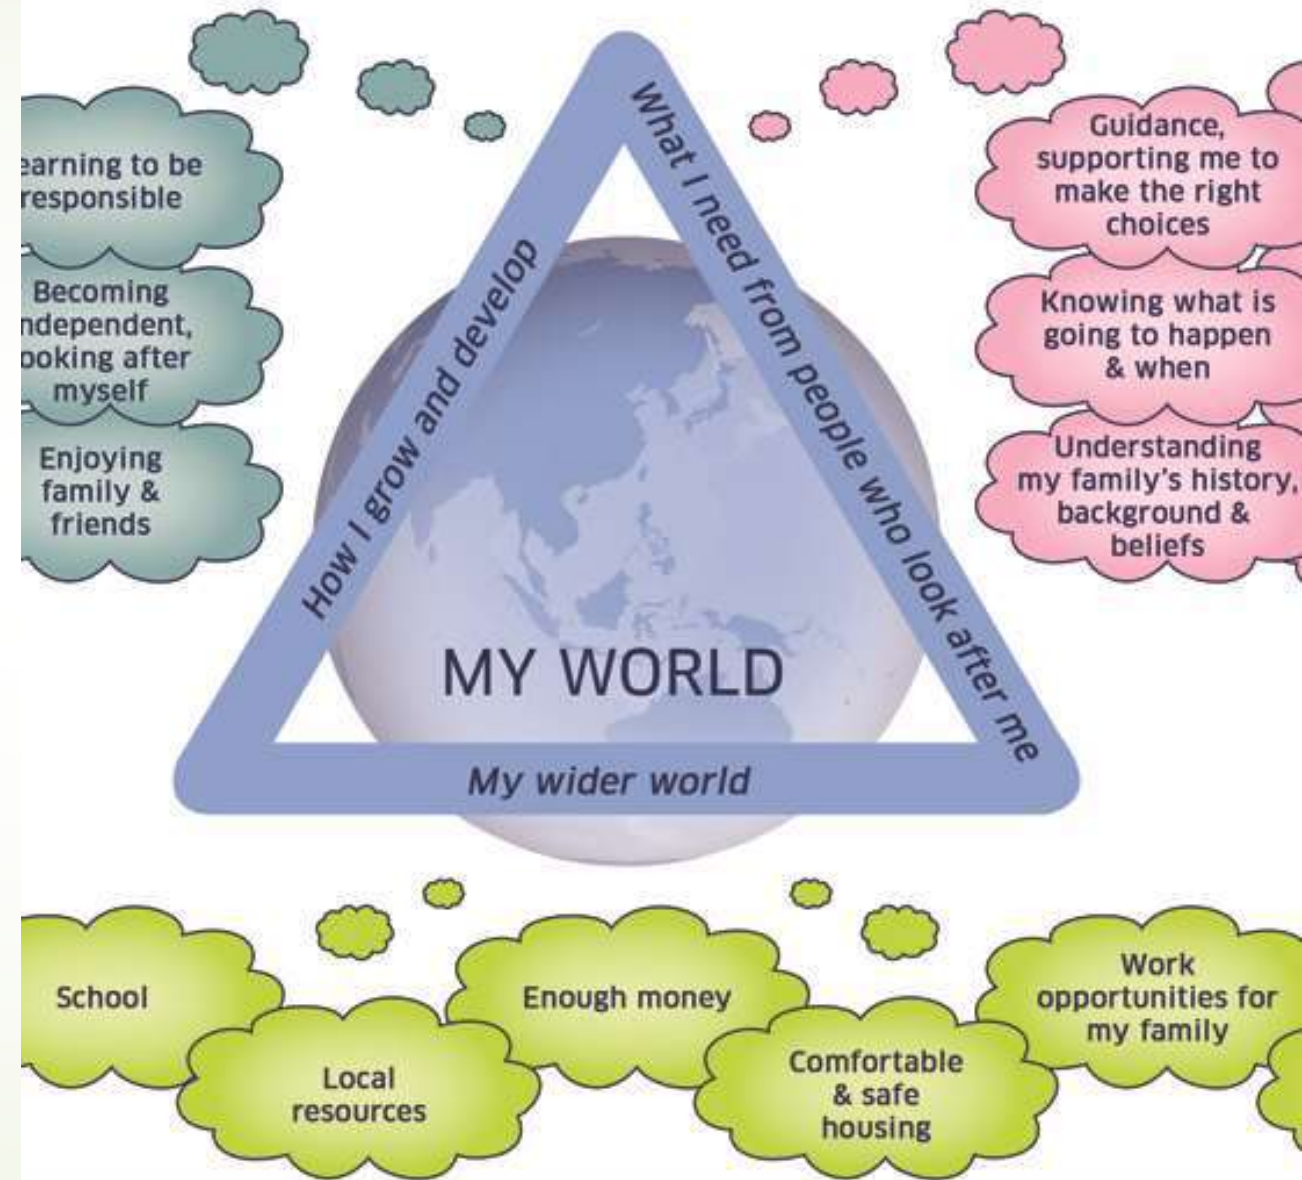 earning to be
responsible
Becoming
ndependent,
ooking after
myself
Enjoying
family &
friends
How I grow and develop
What I need from people who look after me
Guidance,
supporting me to
make the right
choices
Knowing what is
going to happen
& when
Understanding
my family's history,
background &
beliefs
MY WORLD
My wider world
School
Local
resources
Enough money
Comfortable
& safe
housing
Work
opportunities for
my family